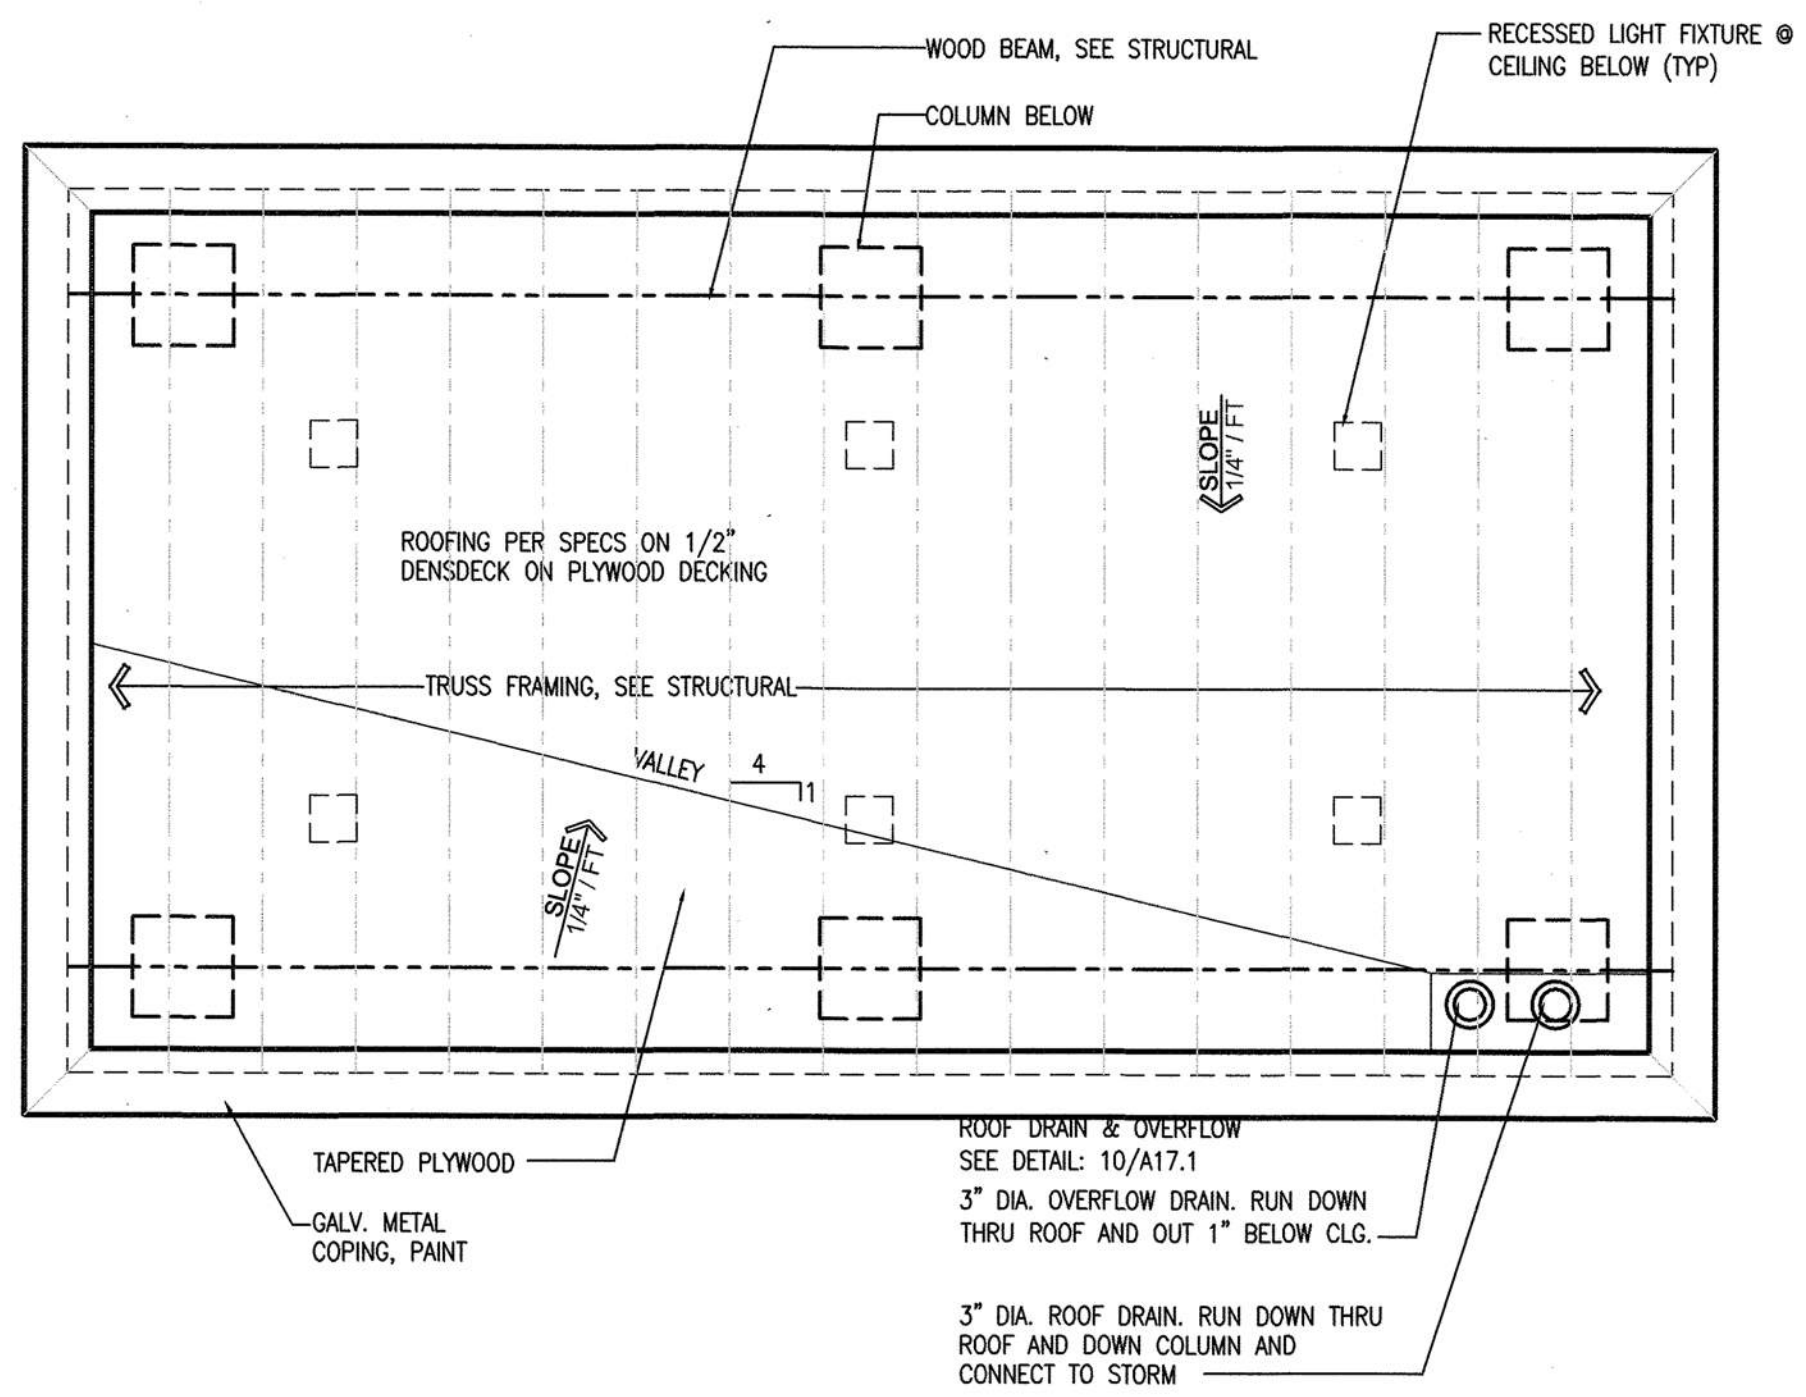 WOOD BEAM, SEE STRUCTURAL
RECESSED LIGHT FIXTURE @
CEILING BELOW (TYP)
COLUMN BELOW
SLOPE
1/4" / FT
ROOFING PER SPECS ON 1/2"
DENSDECK ON PLYWOOD DECKING
TRUSS FRAMING, SEE STRUCTURAL
VALLEY
4
1
SLOPE
1/4" / FT
TAPERED PLYWOOD
GALV. METAL
COPING, PAINT
ROOF DRAIN & OVERFLOW
SEE DETAIL: 10/A17.1
3" DIA. OVERFLOW DRAIN. RUN DOWN
THRU ROOF AND OUT 1" BELOW CLG.
3" DIA. ROOF DRAIN. RUN DOWN THRU
ROOF AND DOWN COLUMN AND
CONNECT TO STORM